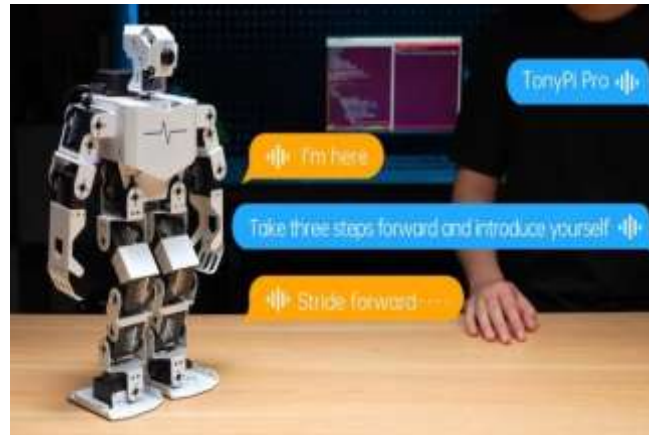 TonyPi Pro
I'm here
Take three steps forward and introduce yourself
Stride forward····